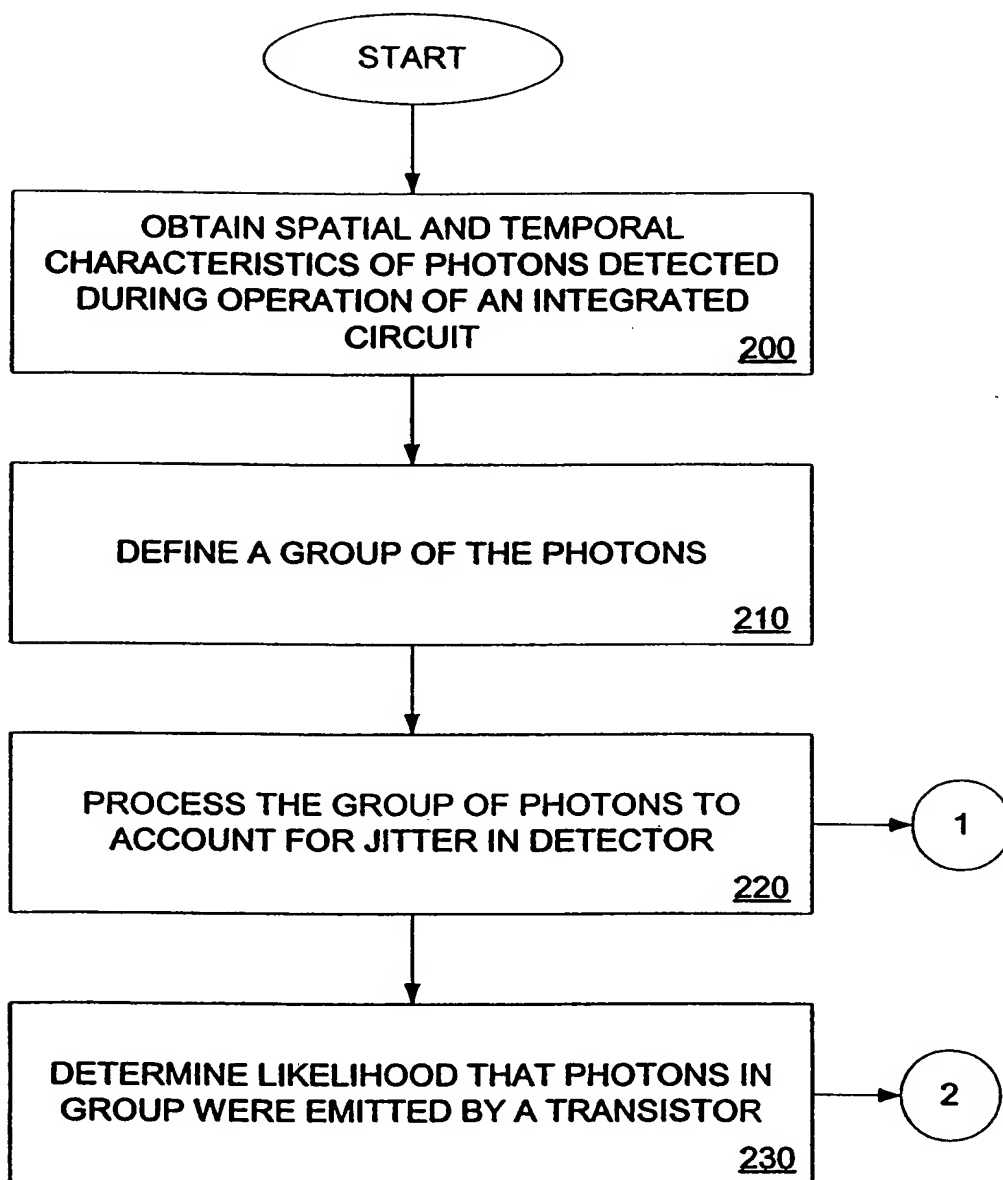 START
OBTAIN SPATIAL AND TEMPORAL
CHARACTERISTICS OF PHOTONS DETECTED
DURING OPERATION OF AN INTEGRATED
CIRCUIT
200
DEFINE A GROUP OF THE PHOTONS
210
PROCESS THE GROUP OF PHOTONS TO
ACCOUNT FOR JITTER IN DETECTOR
220
1
DETERMINE LIKELIHOOD THAT PHOTONS IN
GROUP WERE EMITTED BY A TRANSISTOR
230
2